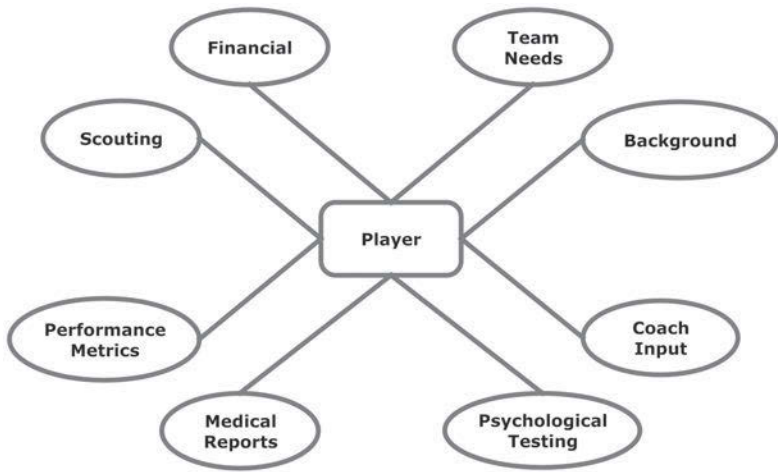 Financial
Team
Needs
Scouting
Background
Player
Performance
Metrics
Coach
Input
Medical
Reports
Psychological
Testing